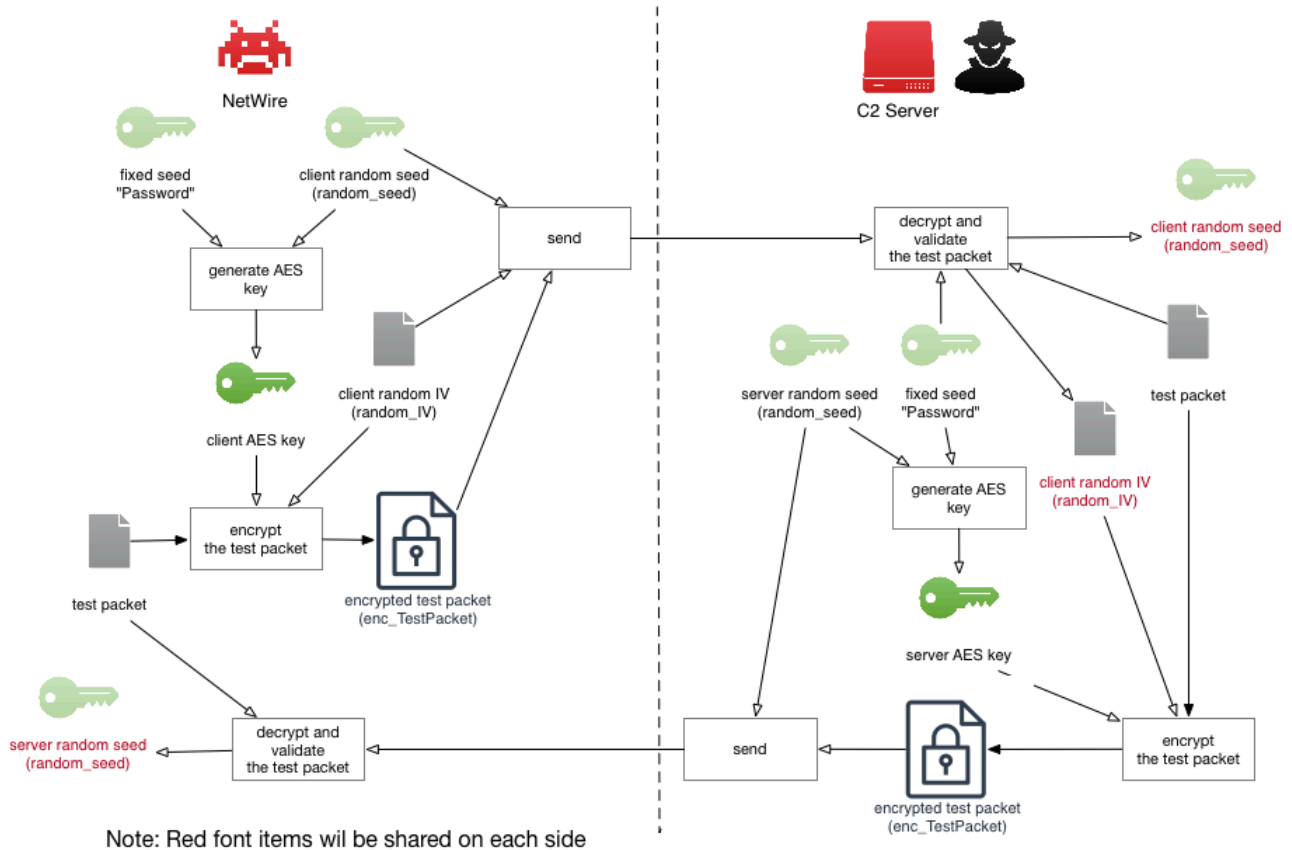 NetWire
C2 Server
fixed seed
"Password"
client random seed
(random_seed)
send
decrypt and
validate
the test packet
client random seed
(random_seed)
generate AES
key
client random IV
(random_IV)
server random seed
(random_seed)
fixed seed
"Password"
test packet
client AES key
generate AES
key
client random IV
(random_IV)
encrypt
the test packet
test packet
encrypted test packet
(enc_TestPacket)
server AES key
server random seed
(random_seed)
decrypt and
validate
the test packet
send
encrypt
the test packet
encrypted test packet
(enc_TestPacket)
Note: Red font items wil be shared on each side